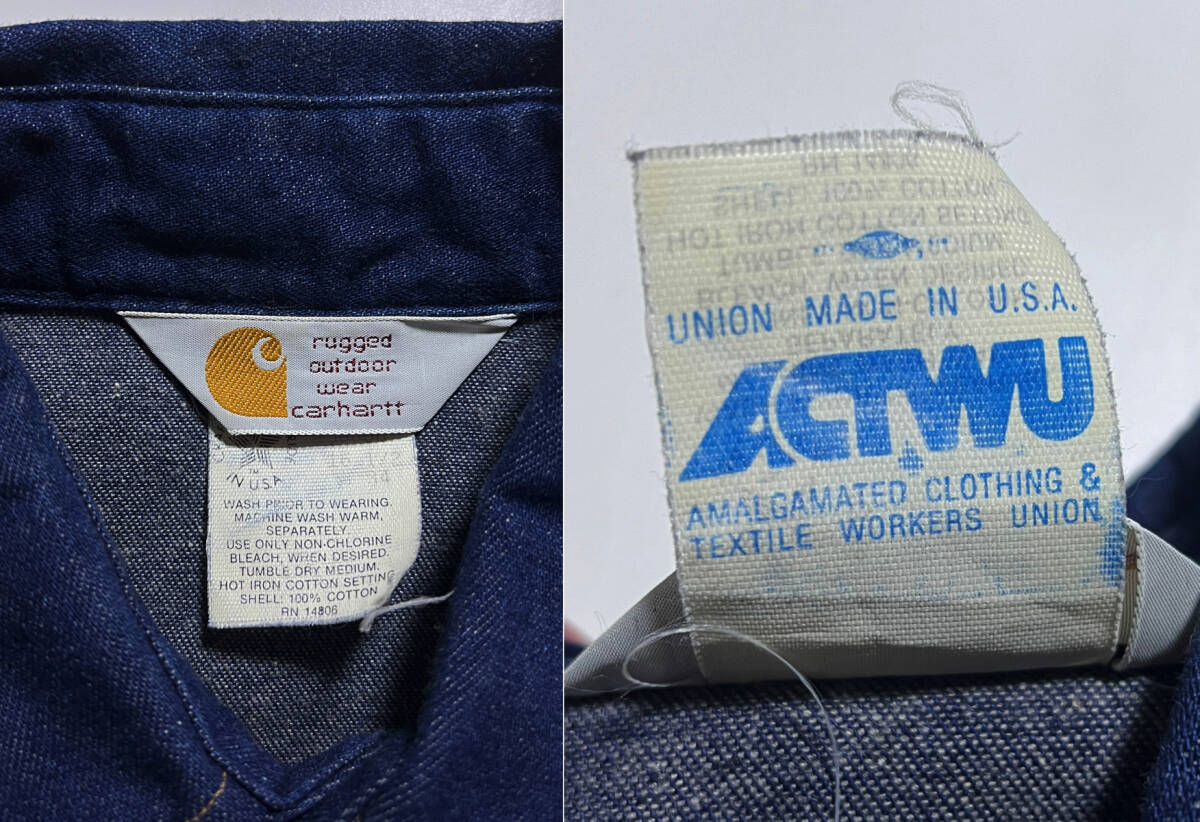 rugged
outdoor
wear
carhartt
IN U.S.A.
14
WASH PRIOR TO WEARING.
MACHINE WASH WARM,
SEPARATELY
USE ONLY NON-CHLORINE
BLEACH, WHEN DESIRED.
TUMBLE DRY MEDIUM.
HOT IRON COTTON SETTING
SHELL: 100% COTTON
RN 14806
UNION MADE IN U.S.A.
ACTWU
AMALGAMATED CLOTHING &
TEXTILE WORKERS UNION